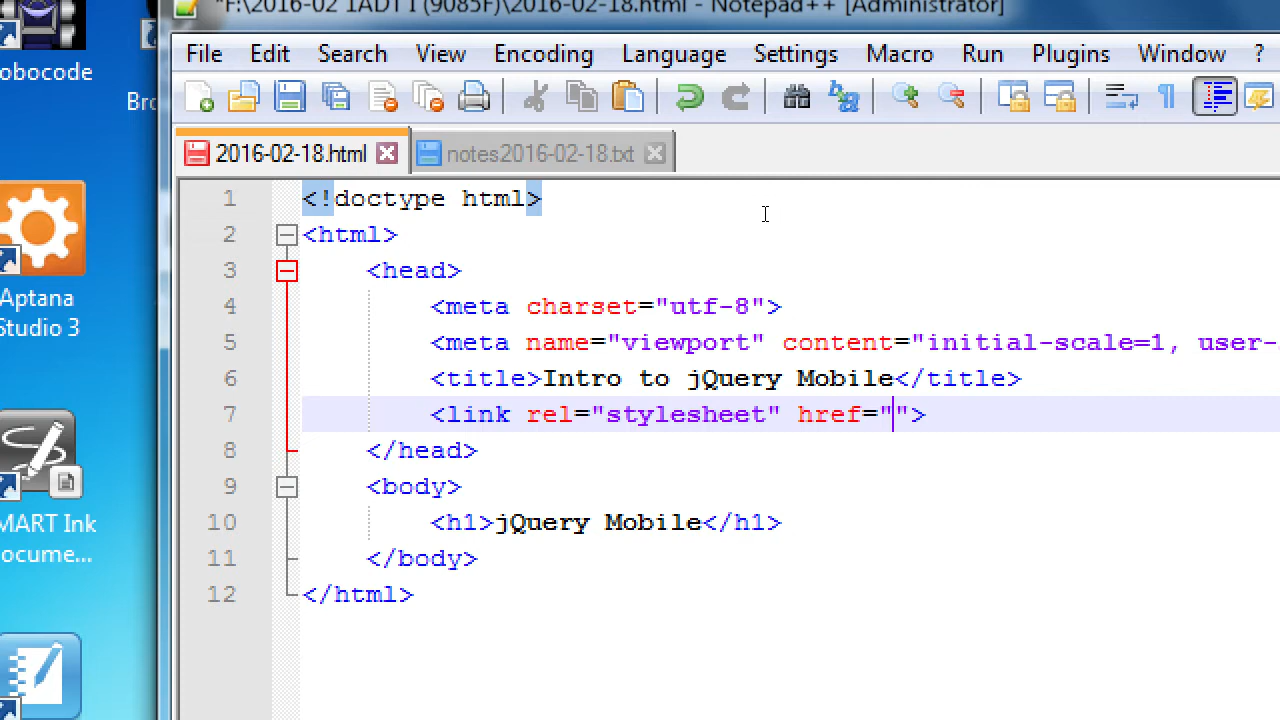 *F:\2016-02 1ADT I (9085F)\2016-02-18.html - Notepad++ [Administrator]
File Edit Search View Encoding Language Settings Macro Run Plugins Window ?
2016-02-18.html notes2016-02-18.txt
1 <!doctype html>
2 <html>
3 <head>
4 <meta charset="utf-8">
5 <meta name="viewport" content="initial-scale=1, user-
6 <title>Intro to jQuery Mobile</title>
7 <link rel="stylesheet" href="">
8 </head>
9 <body>
10 <h1>jQuery Mobile</h1>
11 </body>
12 </html>
obocode
Bro
Aptana
Studio 3
MART Ink
ocume...